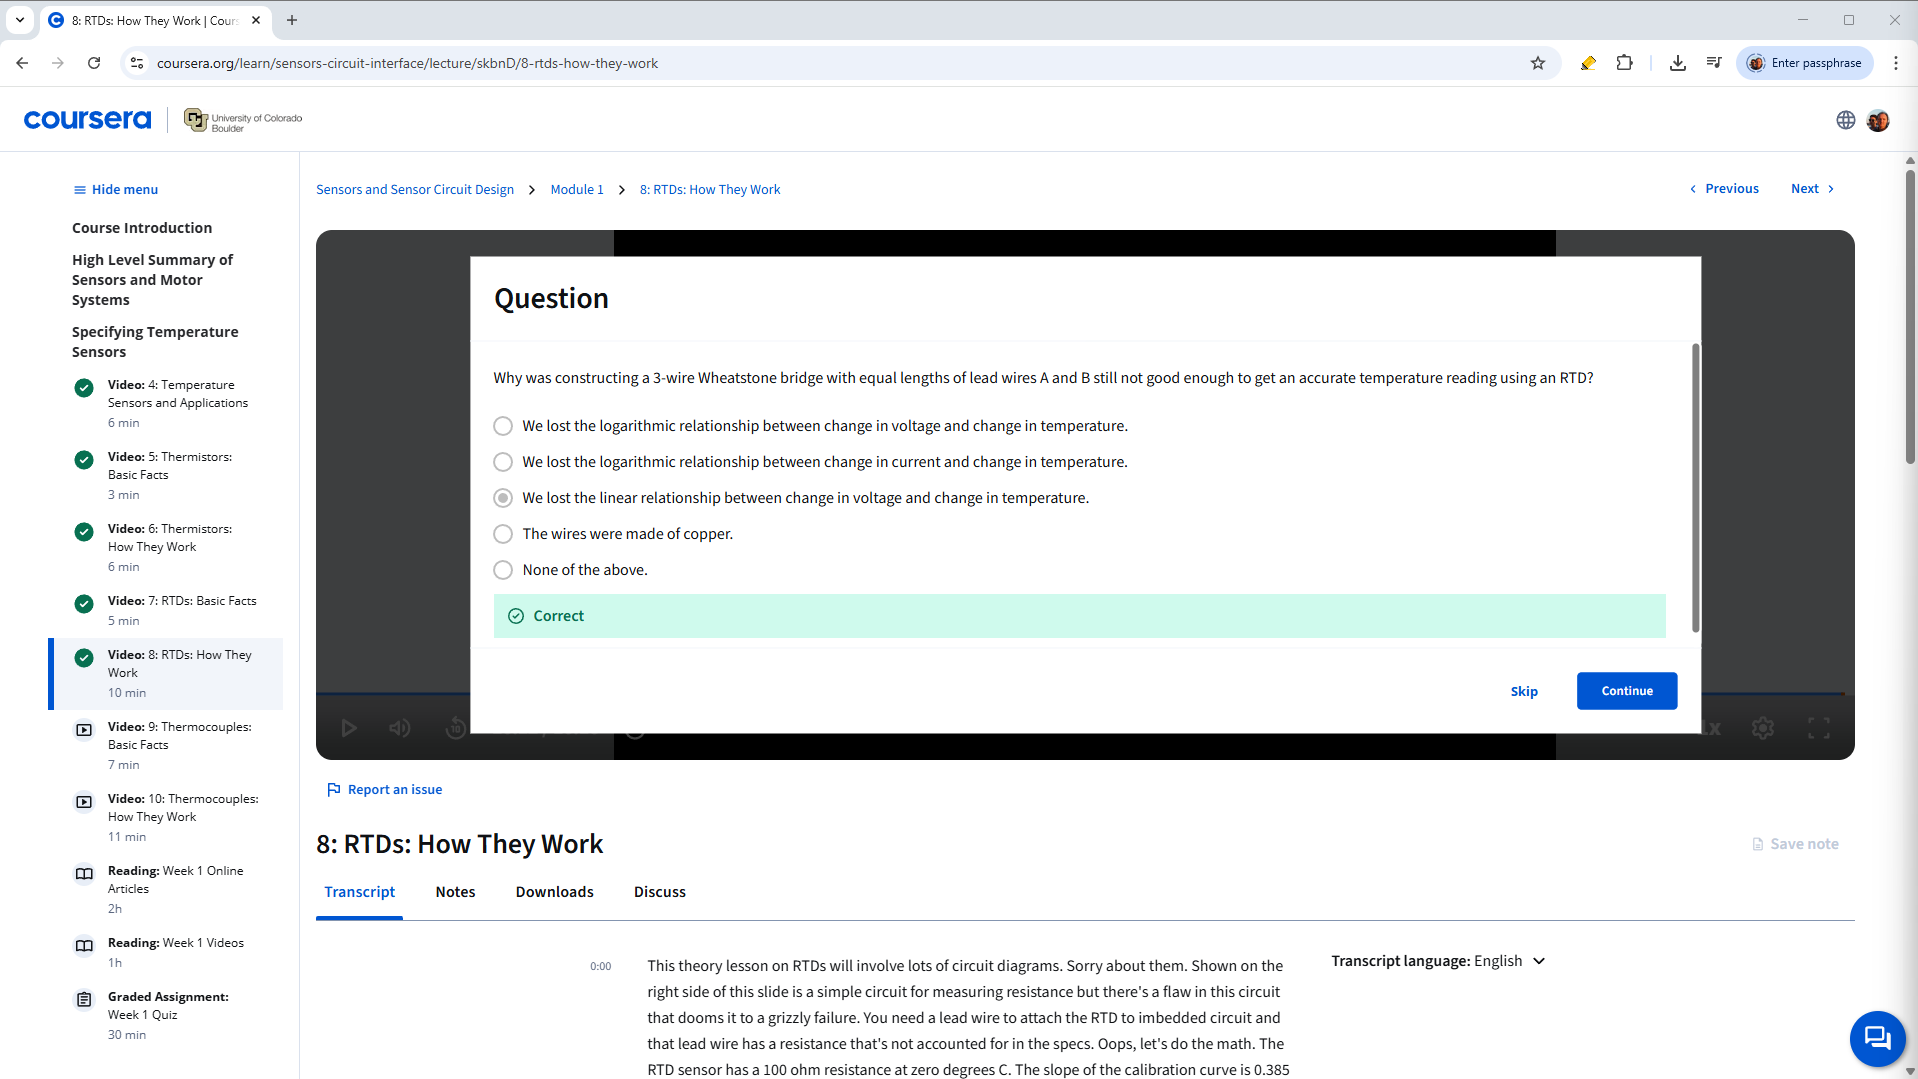 8: RTDs: How They Work | Cours
coursera.org/learn/sensors-circuit-interface/lecture/skbnD/8-rtds-how-they-work
Enter passphrase
coursera
University of Colorado
Boulder
Hide menu
Course Introduction
High Level Summary of
Sensors and Motor
Systems
Specifying Temperature
Sensors
Video: 4: Temperature
Sensors and Applications
6 min
Video: 5: Thermistors:
Basic Facts
3 min
Video: 6: Thermistors:
How They Work
6 min
Video: 7: RTDs: Basic Facts
5 min
Video: 8: RTDs: How They
Work
10 min
Video: 9: Thermocouples:
Basic Facts
7 min
Video: 10: Thermocouples:
How They Work
11 min
Reading: Week 1 Online
Articles
2h
Reading: Week 1 Videos
1h
Graded Assignment:
Week 1 Quiz
30 min
Sensors and Sensor Circuit Design
Module 1
8: RTDs: How They Work
Previous
Next
Question
Why was constructing a 3-wire Wheatstone bridge with equal lengths of lead wires A and B still not good enough to get an accurate temperature reading using an RTD?
We lost the logarithmic relationship between change in voltage and change in temperature.
We lost the logarithmic relationship between change in current and change in temperature.
We lost the linear relationship between change in voltage and change in temperature.
The wires were made of copper.
None of the above.
Correct
Skip
Continue
10
1x
Report an issue
8: RTDs: How They Work
Save note
Transcript
Notes
Downloads
Discuss
0:00
This theory lesson on RTDs will involve lots of circuit diagrams. Sorry about them. Shown on the
right side of this slide is a simple circuit for measuring resistance but there's a flaw in this circuit
that dooms it to a grizzly failure. You need a lead wire to attach the RTD to imbedded circuit and
that lead wire has a resistance that's not accounted for in the specs. Oops, let's do the math. The
RTD sensor has a 100 ohm resistance at zero degrees C. The slope of the calibration curve is 0.385
Transcript language: English